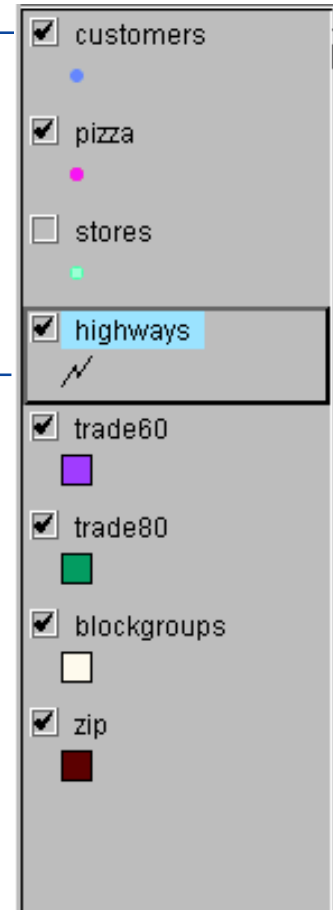 customers
pizza
stores
highways
trade60
trade80
blockgroups
zip